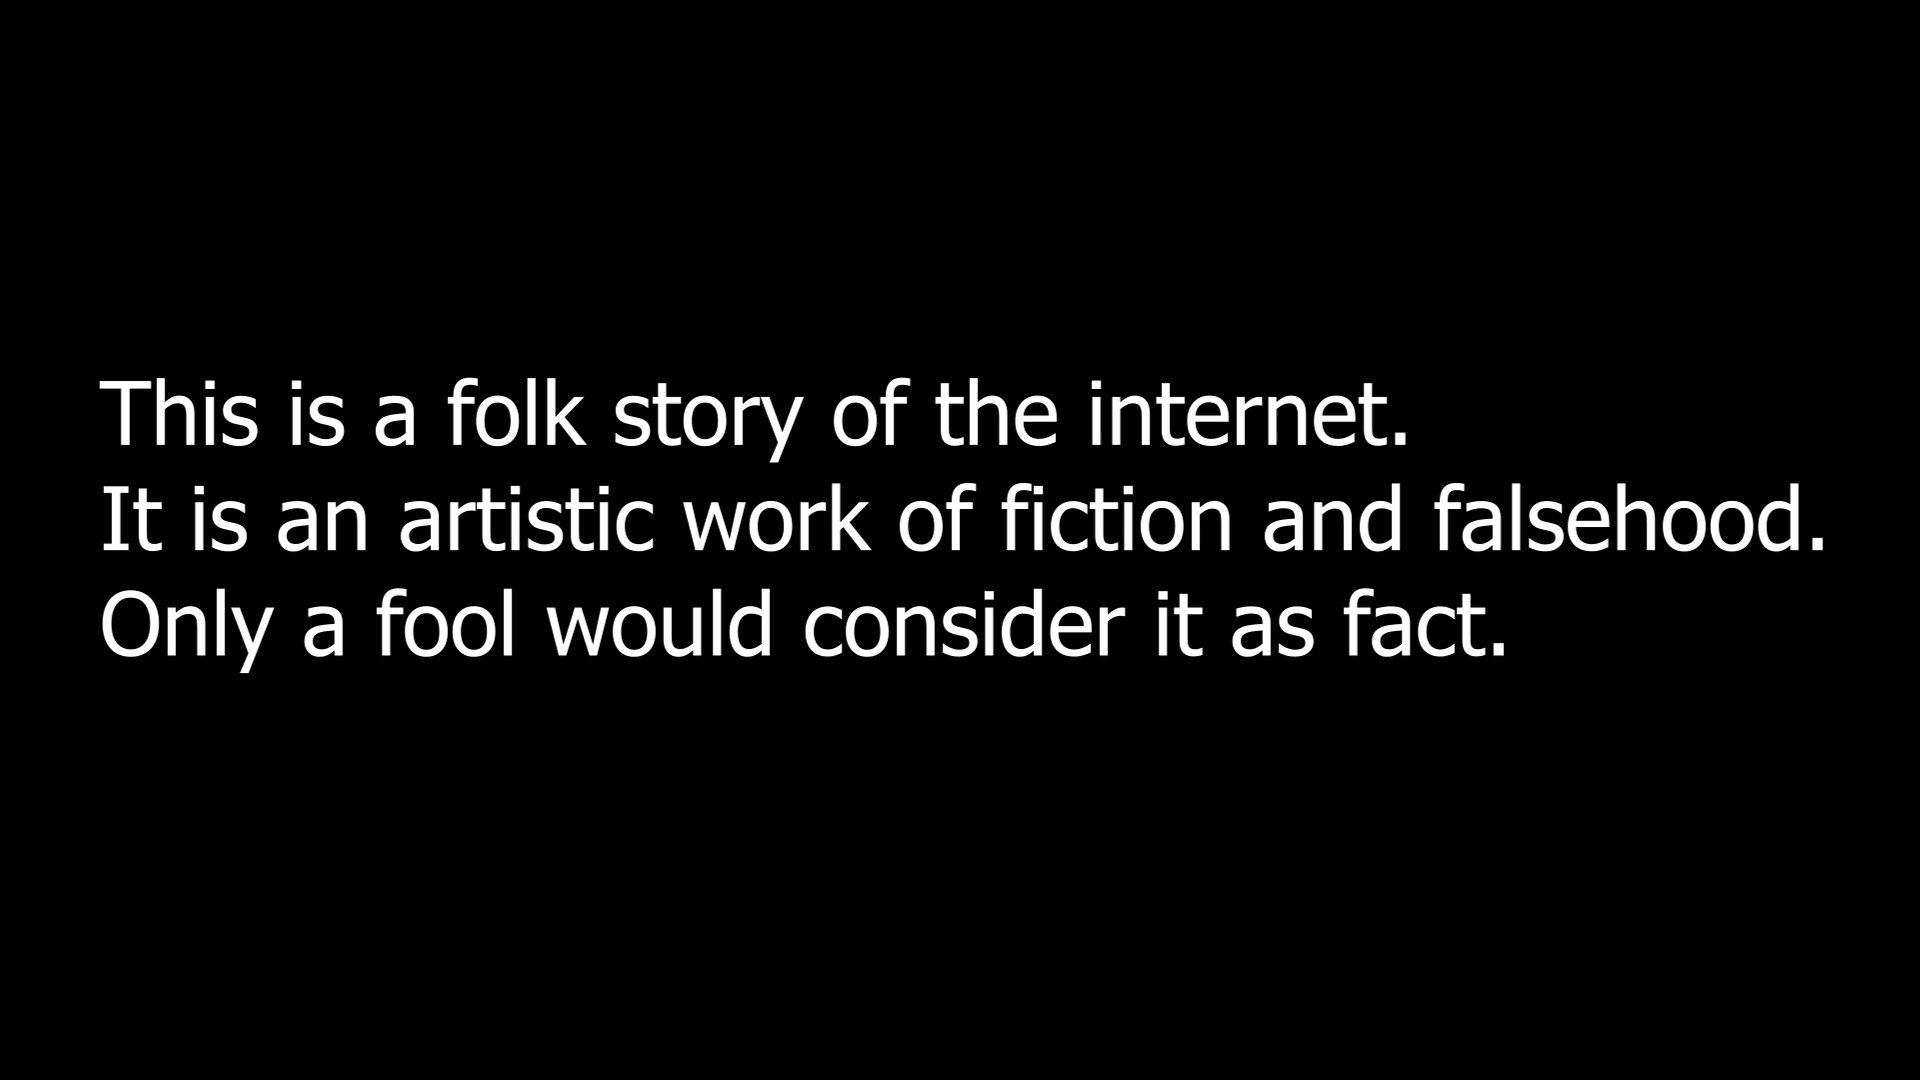 This is a folk story of the internet.
It is an artistic work of fiction and falsehood.
Only a fool would consider it as fact.